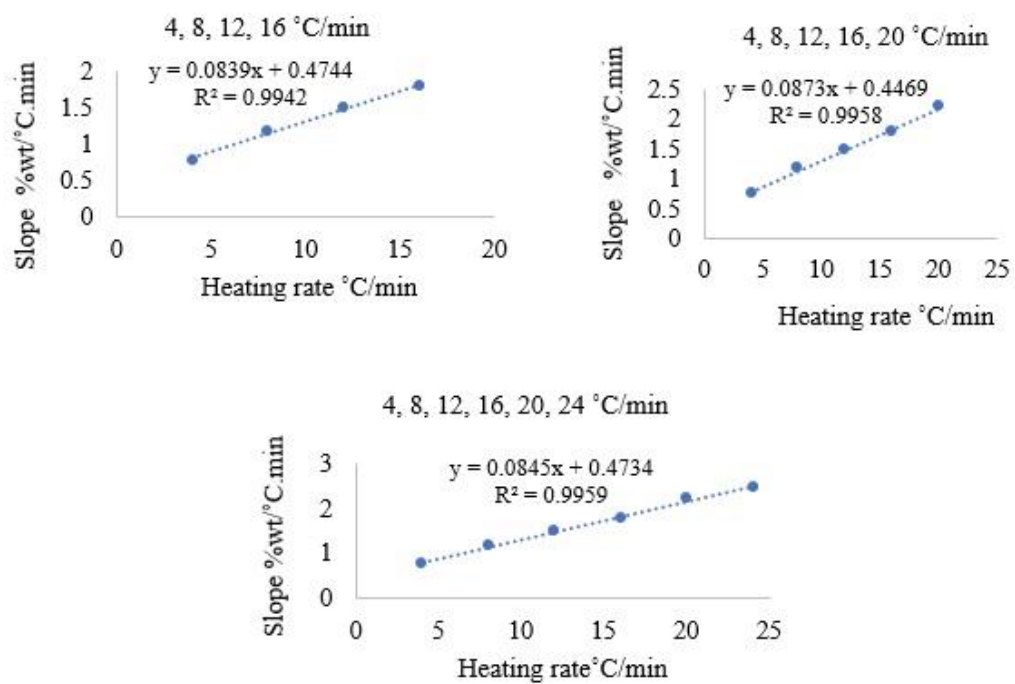 4, 8, 12, 16 ˚C/min
y = 0.0839x + 0.4744
R² = 0.9942
Slope %wt/˚C.min
2
1.5
1
0.5
0
0 5 10 15 20
Heating rate ˚C/min
4, 8, 12, 16, 20 ˚C/min
y = 0.0873x + 0.4469
R² = 0.9958
Slope %wt/˚C.min
2.5
2
1.5
1
0.5
0
0 5 10 15 20 25
Heating rate ˚C/min
4, 8, 12, 16, 20, 24 ˚C/min
y = 0.0845x + 0.4734
R² = 0.9959
Slope %wt/˚C.min
3
2
1
0
0 5 10 15 20 25
Heating rate˚C/min